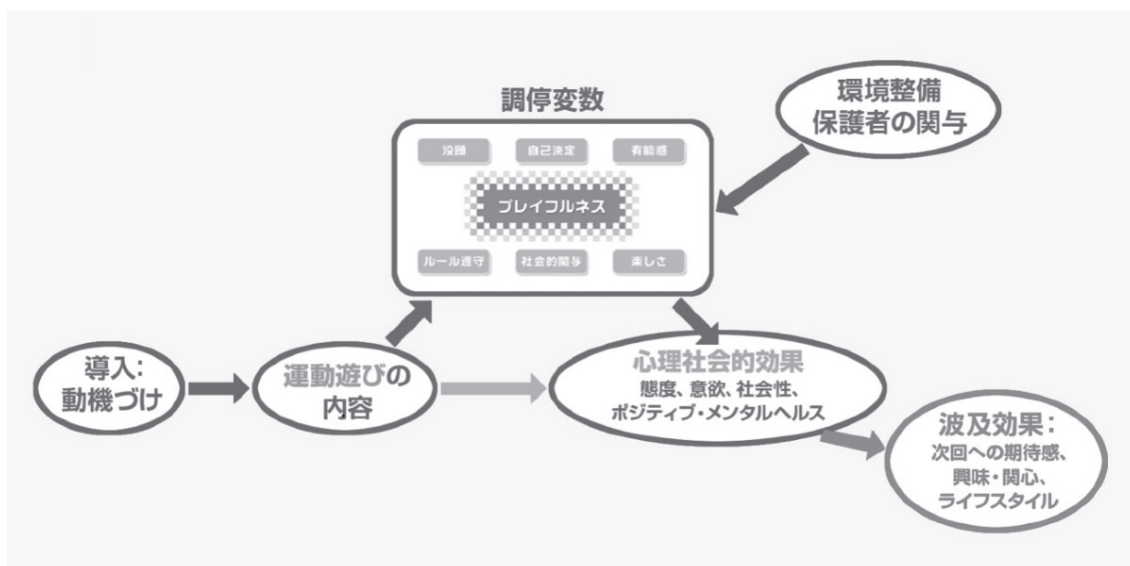 調停変数
環境整備
保護者の関与
没頭
自己決定
有能感
プレイフルネス
ルール遵守
社会的関与
楽しさ
導入:
動機づけ
運動遊びの
内容
心理社会的効果
態度、意欲、社会性、
ポジティブ・メンタルヘルス
波及効果:
次回への期待感、
興味・関心、
ライフスタイル